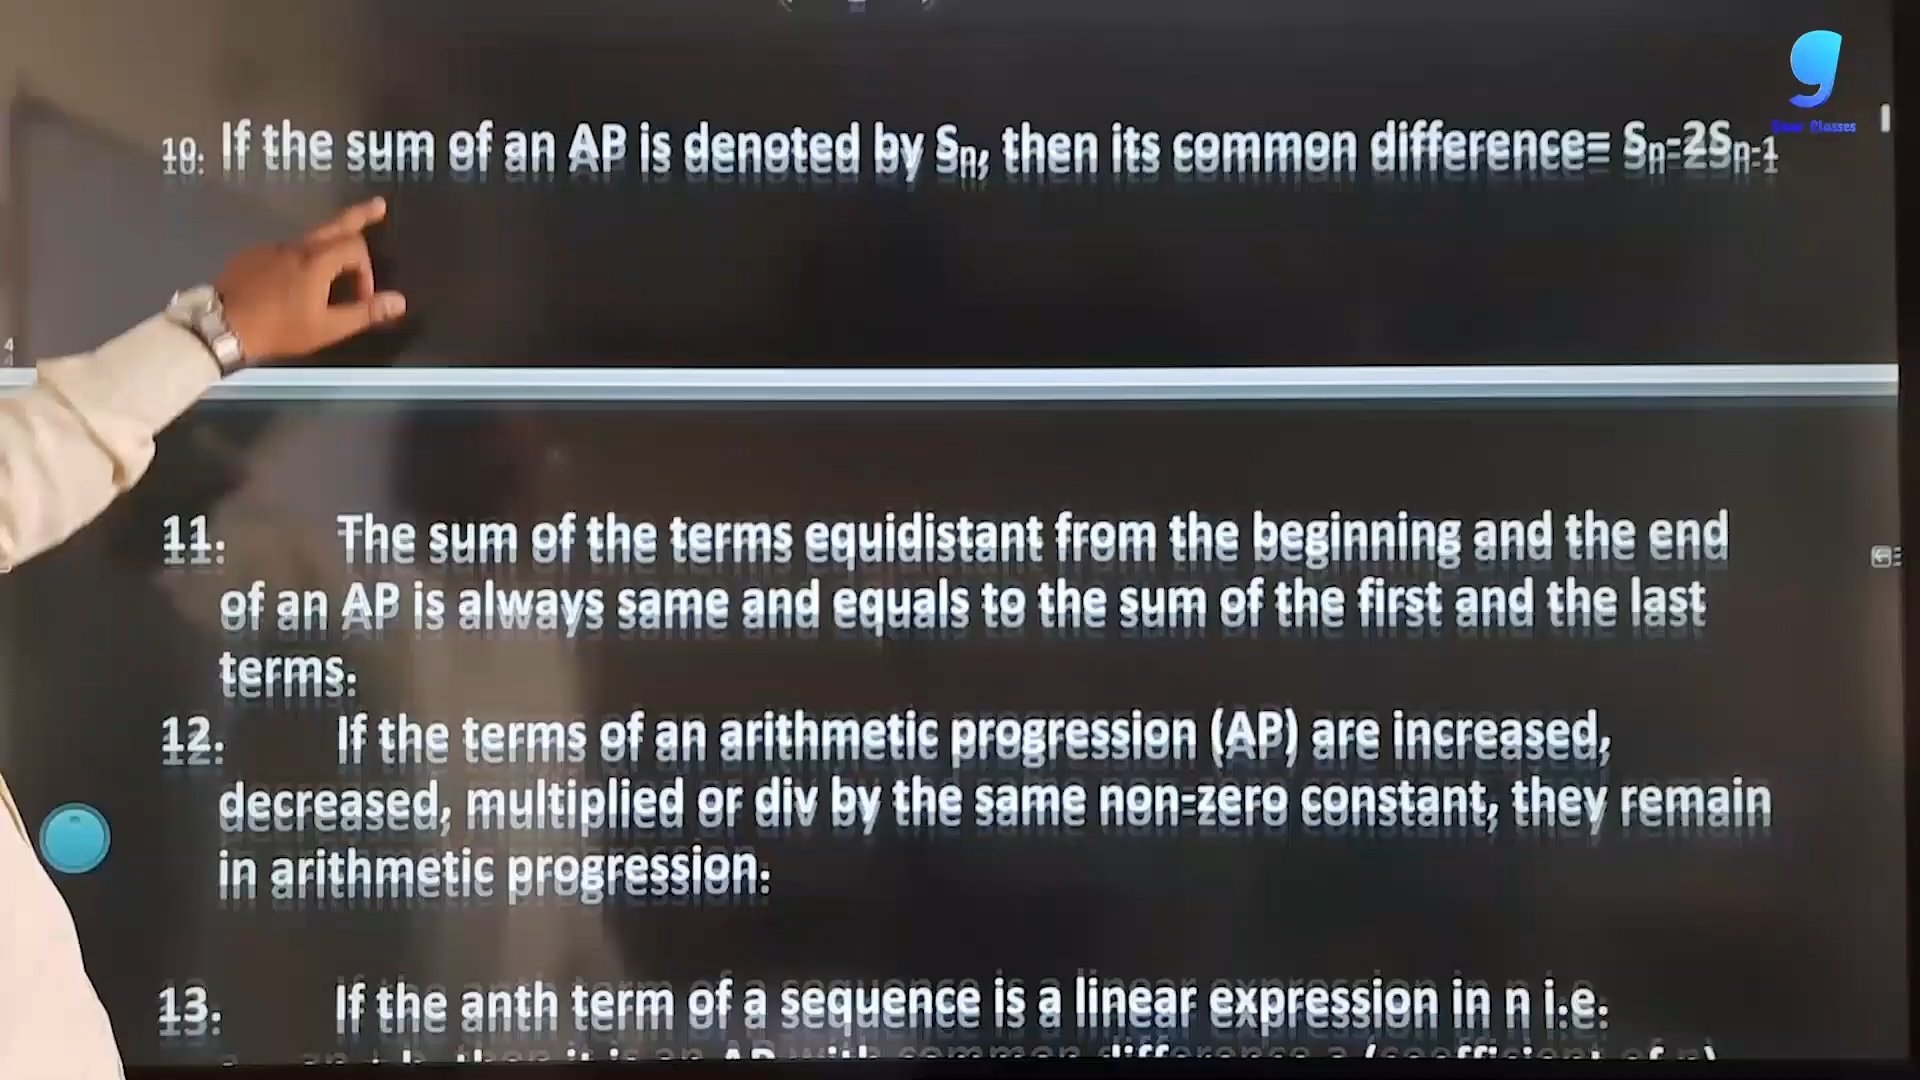 10. If the sum of an AP is denoted by Sn, then its common difference= Sn-2Sn-1
11. The sum of the terms equidistant from the beginning and the end
of an AP is always same and equals to the sum of the first and the last
terms.
12. If the terms of an arithmetic progression (AP) are increased,
decreased, multiplied or div by the same non-zero constant, they remain
in arithmetic progression.
13. If the anth term of a sequence is a linear expression in n i.e.
g
Classes
4